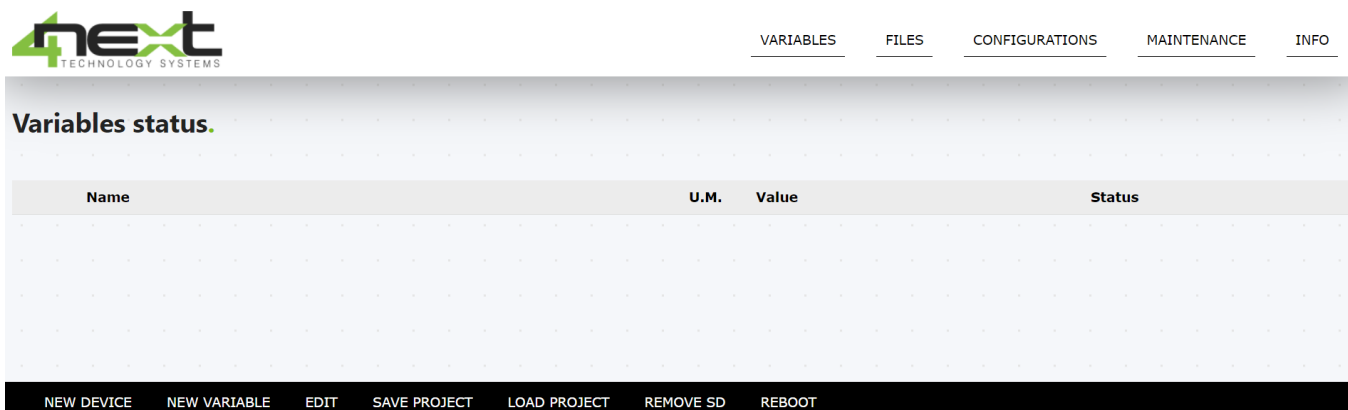 4next
TECHNOLOGY SYSTEMS
VARIABLES FILES CONFIGURATIONS MAINTENANCE INFO
Variables status.
Name U.M. Value Status
NEW DEVICE NEW VARIABLE EDIT SAVE PROJECT LOAD PROJECT REMOVE SD REBOOT